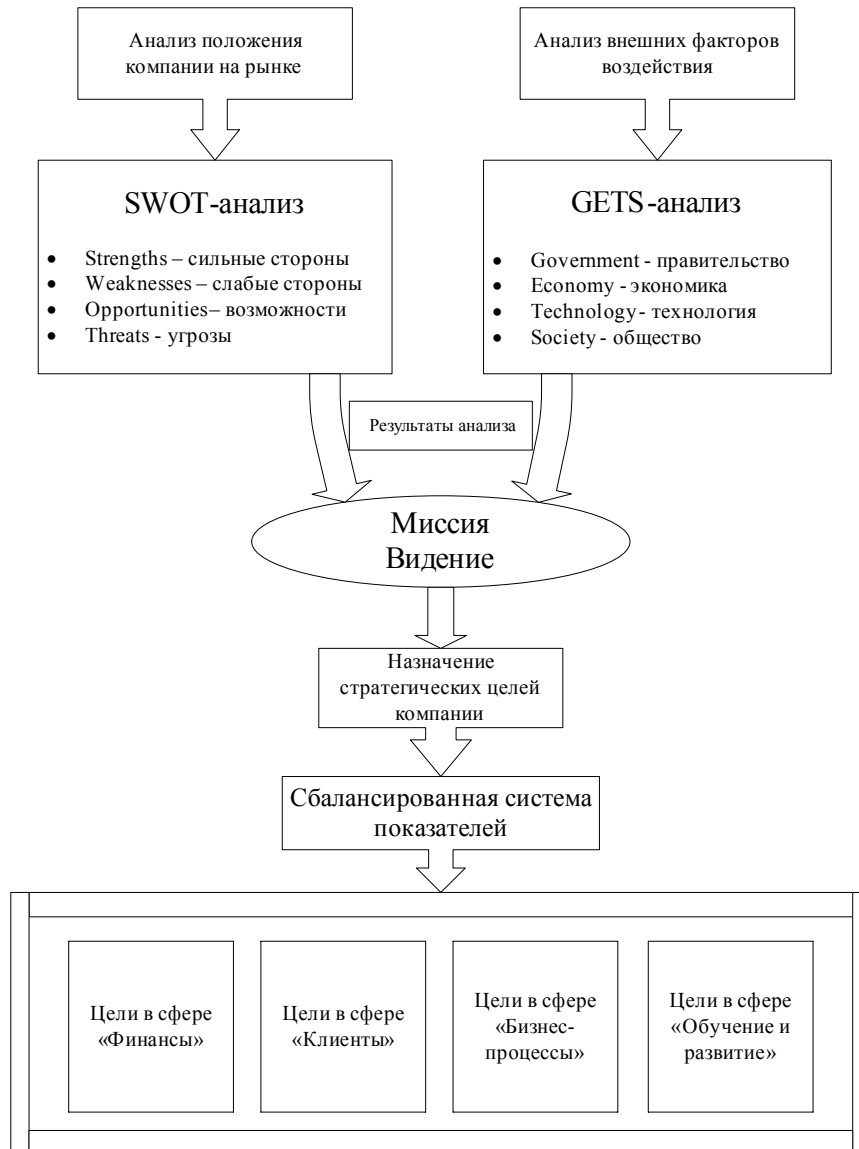 Анализ положения
компании на рынке
Анализ внешних факторов
воздействия
SWOT-анализ
• Strengths – сильные стороны
• Weaknesses – слабые стороны
• Opportunities – возможности
• Threats - угрозы
GETS -анализ
• Government - правительство
• Economy - экономика
• Technology - технология
• Society - общество
Результаты анализа
Миссия
Видение
Назначение
стратегических целей
компании
Сбалансированная система
показателей
Цели в сфере
«Финансы»
Цели в сфере
«Клиенты»
Цели в сфере
«Бизнес-
процессы»
Цели в сфере
«Обучение и
развитие»